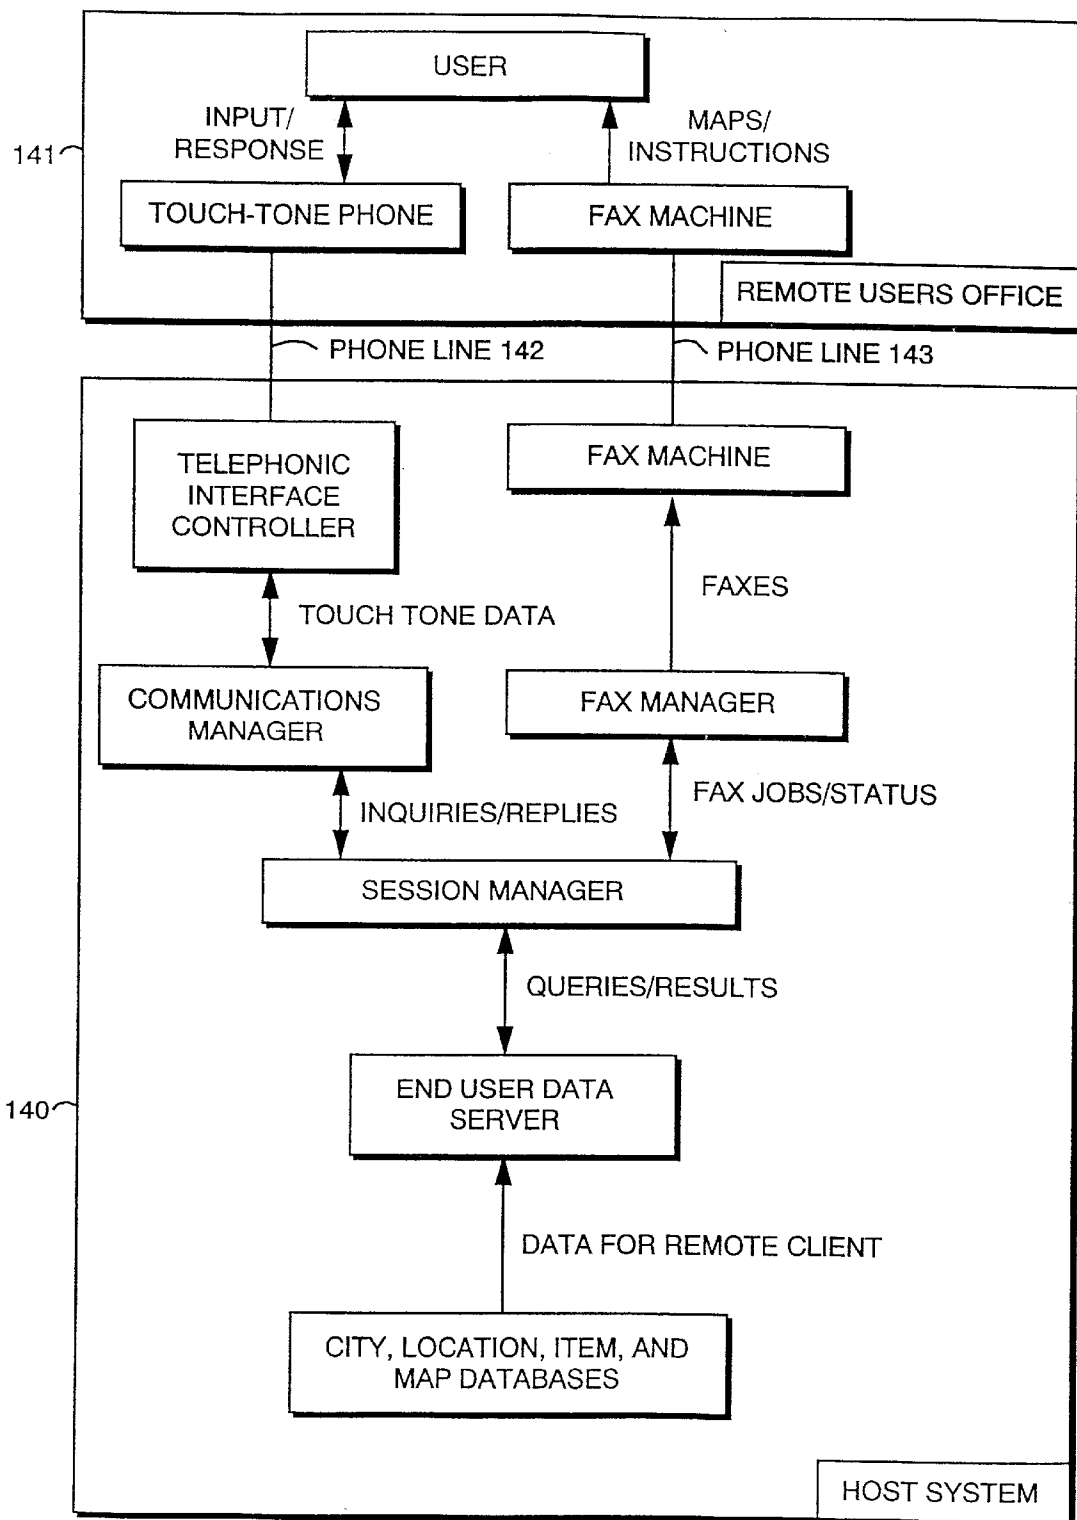 USER
INPUT/
RESPONSE
MAPS/
INSTRUCTIONS
141
TOUCH-TONE PHONE
FAX MACHINE
REMOTE USERS OFFICE
PHONE LINE 142
PHONE LINE 143
TELEPHONIC
INTERFACE
CONTROLLER
FAX MACHINE
TOUCH TONE DATA
FAXES
COMMUNICATIONS
MANAGER
FAX MANAGER
INQUIRIES/REPLIES
FAX JOBS/STATUS
SESSION MANAGER
QUERIES/RESULTS
140
END USER DATA
SERVER
DATA FOR REMOTE CLIENT
CITY, LOCATION, ITEM, AND
MAP DATABASES
HOST SYSTEM